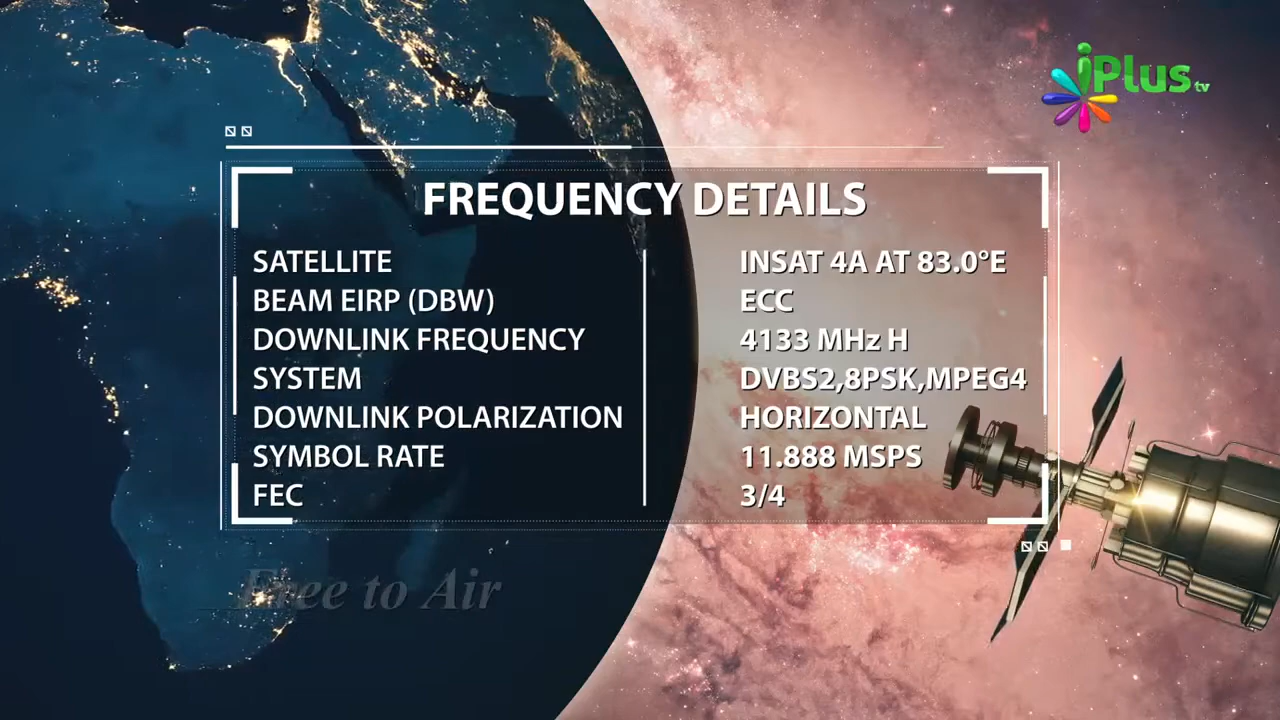 iPlus tv
FREQUENCY DETAILS
SATELLITE INSAT 4A AT 83.0°E
BEAM EIRP (DBW) ECC
DOWNLINK FREQUENCY 4133 MHz H
SYSTEM DVBS2,8PSK,MPEG4
DOWNLINK POLARIZATION HORIZONTAL
SYMBOL RATE 11.888 MSPS
FEC 3/4
Free to Air